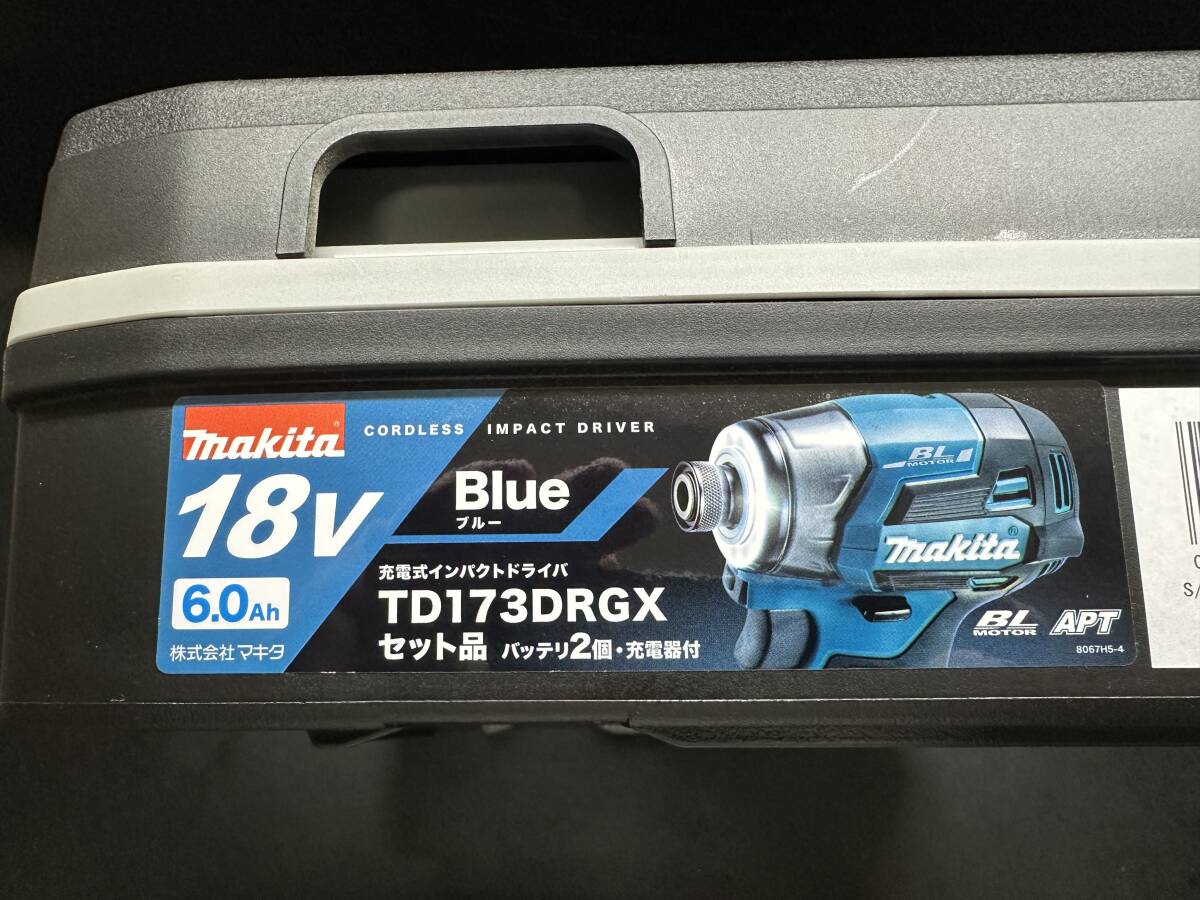 makita
CORDLESS IMPACT DRIVER
18V
Blue
ブルー
6.0Ah
充電式インパクトドライバ
TD173DRGX
セット品 バッテリ2個・充電器付
株式会社マキタ
BL
MOTOR
makita
BL
MOTOR
APT
8067H5-4
S/